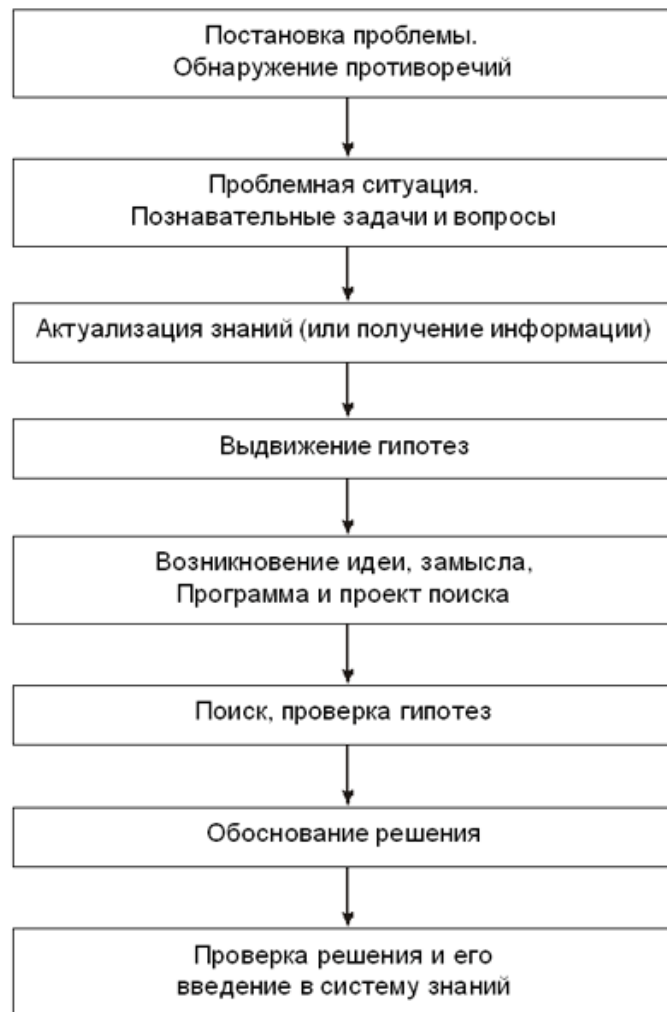 Постановка проблемы.
Обнаружение противоречий
Проблемная ситуация.
Познавательные задачи и вопросы
Актуализация знаний (или получение информации)
Выдвижение гипотез
Возникновение идеи, замысла,
Программа и проект поиска
Поиск, проверка гипотез
Обоснование решения
Проверка решения и его
введение в систему знаний